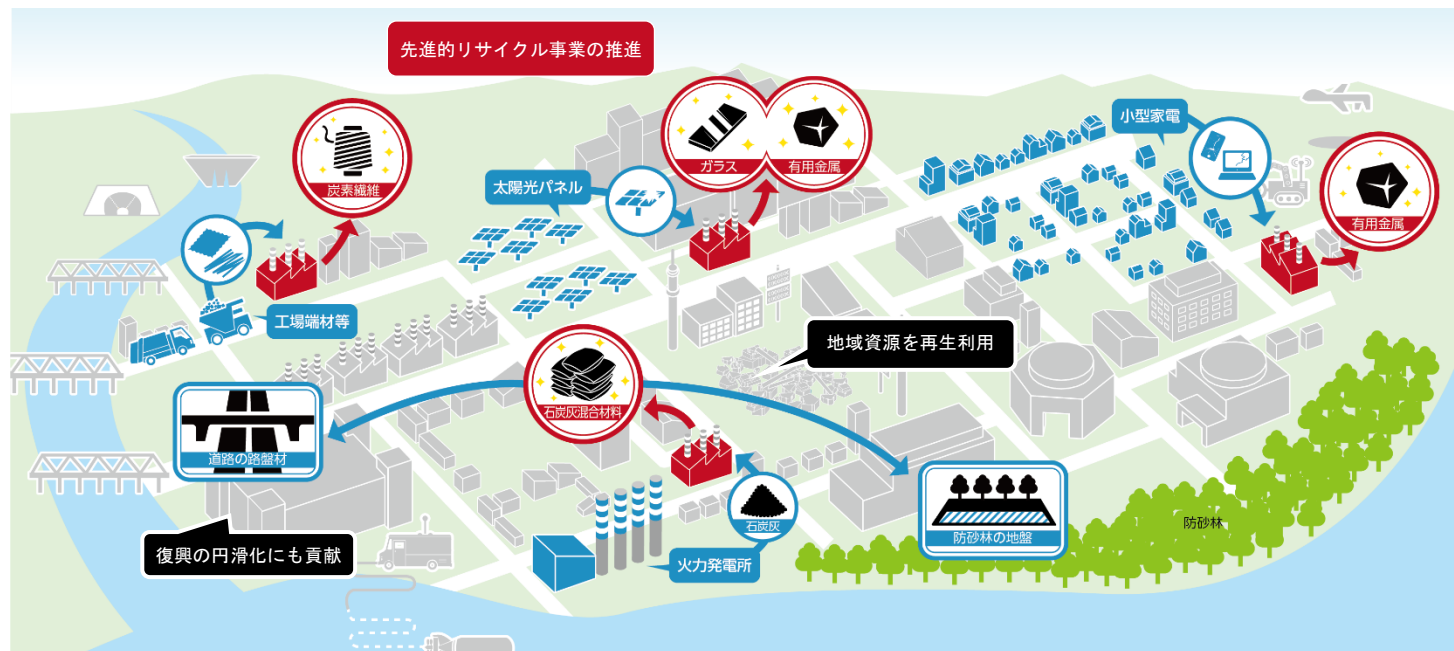 先進的リサイクル事業の推進
炭素繊維
ガラス
有用金属
小型家電
有用金属
太陽光パネル
工場端材等
地域資源を再生利用
石炭灰混合材料
道路の路盤材
石炭灰
防砂林の地盤
防砂林
復興の円滑化にも貢献
火力発電所